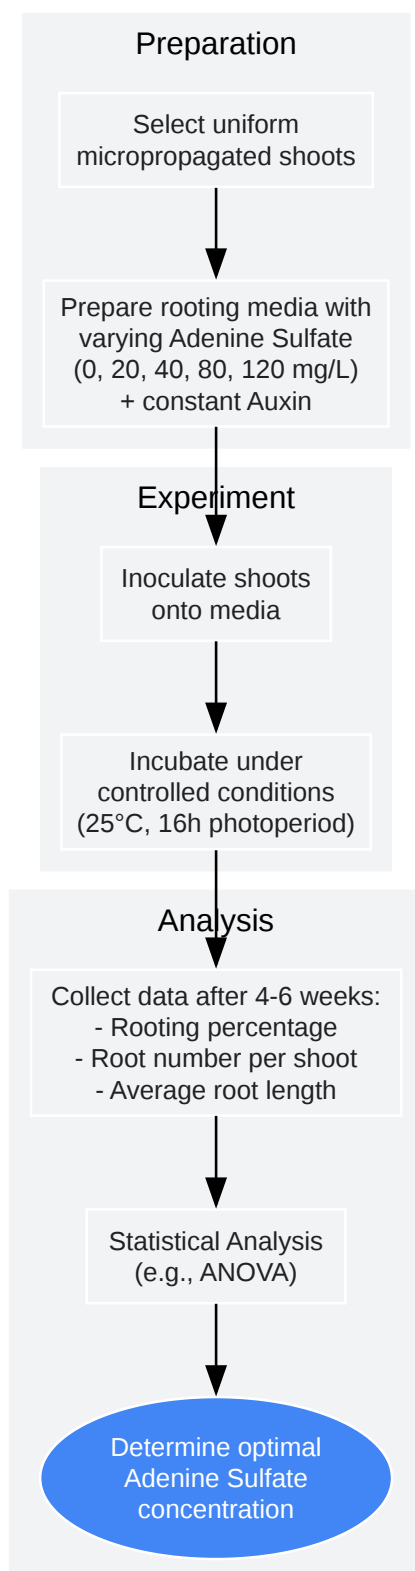 Preparation
Select uniform
micropropagated shoots
Prepare rooting media with
varying Adenine Sulfate
(0, 20, 40, 80, 120 mg/L)
+ constant Auxin
Experiment
Inoculate shoots
onto media
Incubate under
controlled conditions
(25°C, 16h photoperiod)
Analysis
Collect data after 4-6 weeks:
- Rooting percentage
- Root number per shoot
- Average root length
Statistical Analysis
(e.g., ANOVA)
Determine optimal
Adenine Sulfate
concentration